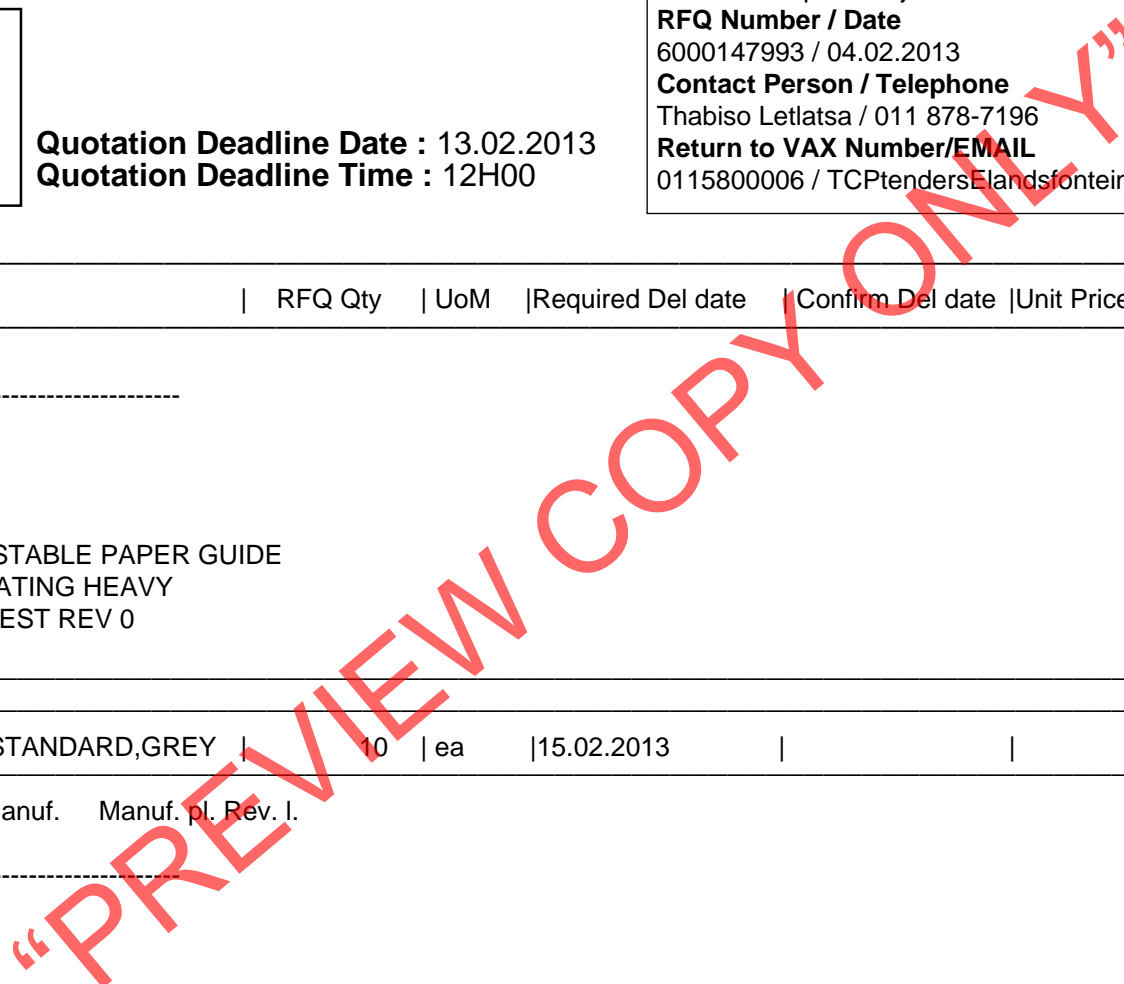 RFQ Number / Date
6000147993 / 04.02.2013
Contact Person / Telephone
Thabiso Letlatsa / 011 878-7196
Return to VAX Number/EMAIL
0115800006 / TCPtendersElandsfontein
Quotation Deadline Date : 13.02.2013
Quotation Deadline Time : 12H00
| RFQ Qty | UoM |Required Del date | Confirm Del date |Unit Price
---------------------
STABLE PAPER GUIDE
ATING HEAVY
EST REV 0
STANDARD,GREY | 10 | ea |15.02.2013 | |
anuf. Manuf. pl. Rev. l.
---------------------
“PREVIEW COPY ONLY”